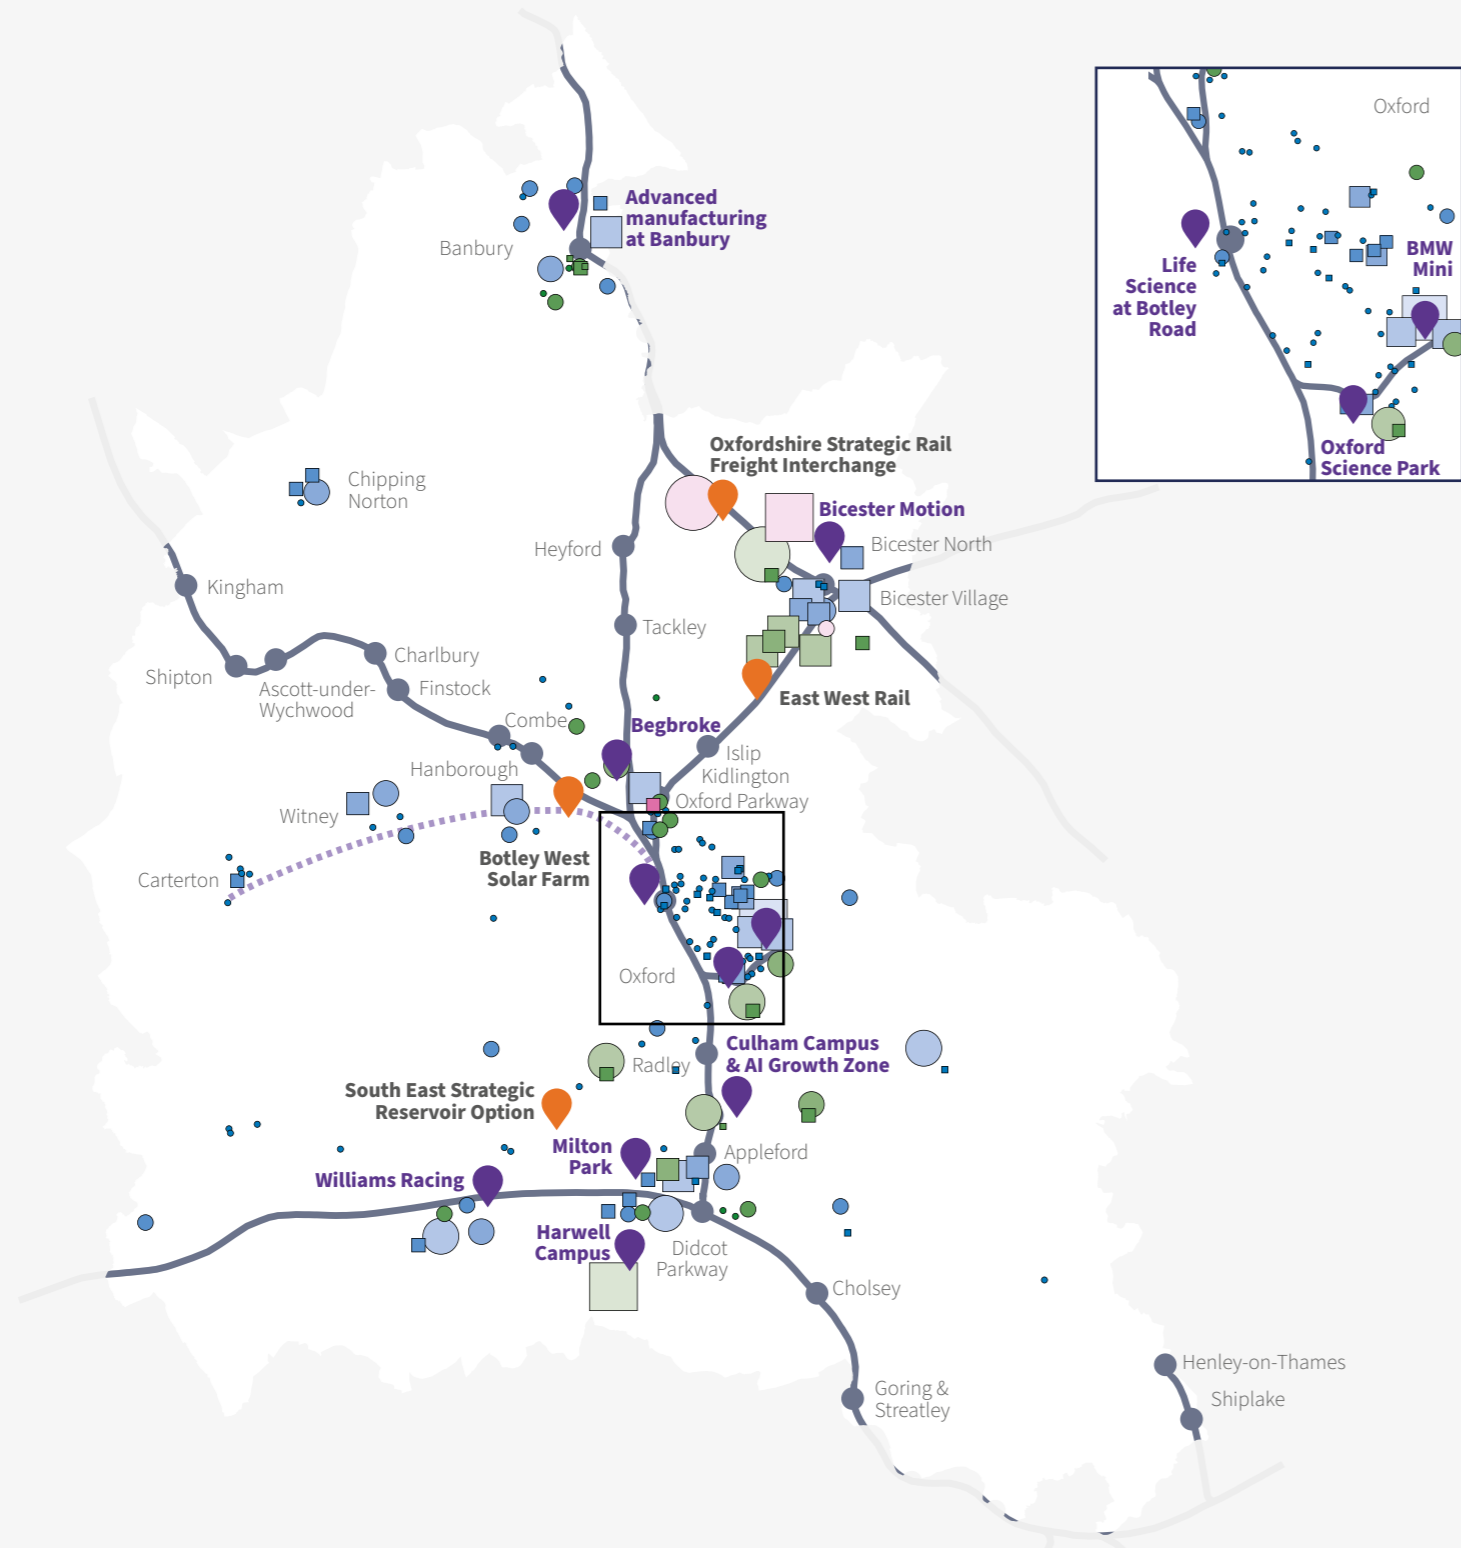 Oxford
Advanced
manufacturing
at Banbury
Banbury
BMW
Mini
Life
Science
at Botley
Road
Oxford
Science Park
Oxfordshire Strategic Rail
Freight Interchange
Chipping
Norton
Bicester Motion
Heyford
Bicester North
Kingham
Bicester Village
Tackley
Charlbury
Shipton
Ascott-under-
Wychwood
Finstock
East West Rail
Combe
Begbroke
Islip
Hanborough
Kidlington
Oxford Parkway
Witney
Botley West
Solar Farm
Carterton
Oxford
Culham Campus
& AI Growth Zone
Radley
South East Strategic
Reservoir Option
Milton
Park
Appleford
Williams Racing
Harwell
Campus
Didcot
Parkway
Cholsey
Henley-on-Thames
Goring &
Streatley
Shiplake